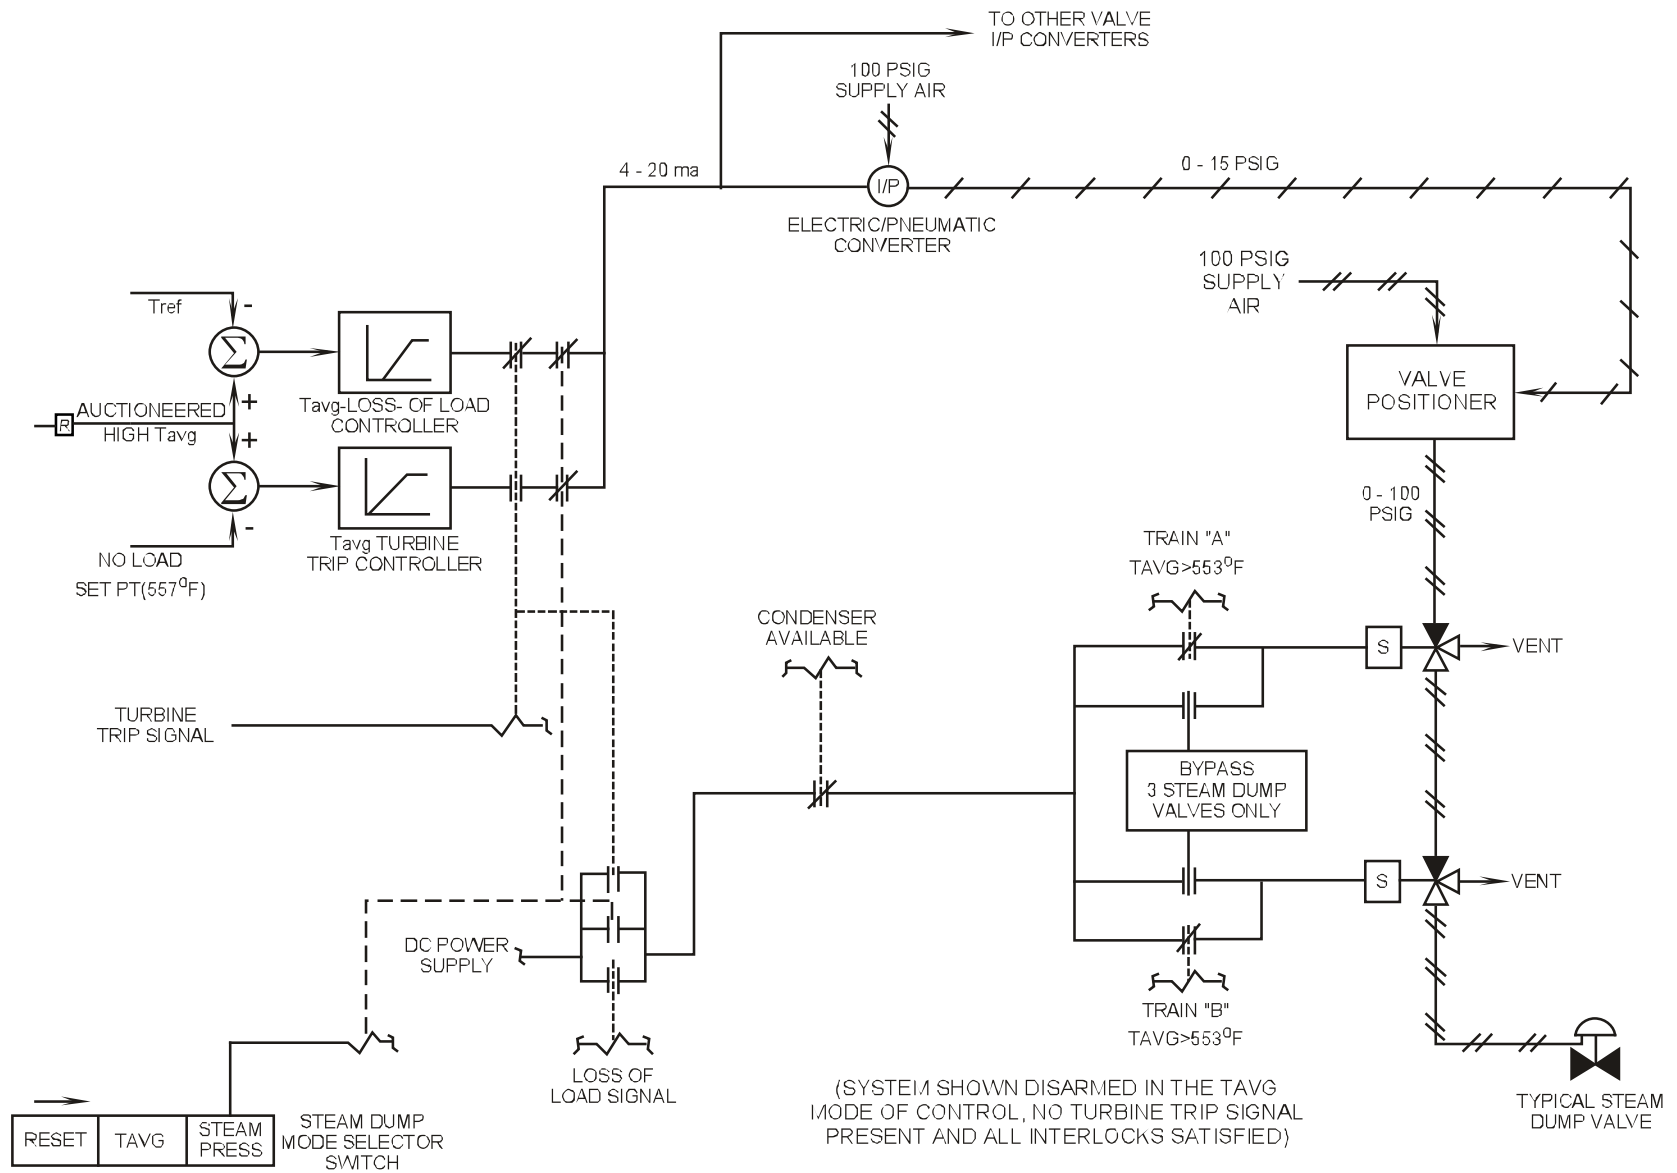 TO OTHER VALVE
I/P CONVERTERS
100 PSIG
SUPPLY AIR
4 - 20 ma
I/P
0 - 15 PSIG
ELECTRIC/PNEUMATIC
CONVERTER
100 PSIG
SUPPLY
AIR
Tref
-
Σ
VALVE
POSITIONER
AUCTIONEERED
HIGH Tavg
R
+
+
Tavg-LOSS- OF LOAD
CONTROLLER
Σ
-
NO LOAD
SET PT(557ºF)
Tavg TURBINE
TRIP CONTROLLER
0 - 100
PSIG
TRAIN "A"
TAVG>553ºF
CONDENSER
AVAILABLE
S
VENT
TURBINE
TRIP SIGNAL
BYPASS
3 STEAM DUMP
VALVES ONLY
S
VENT
DC POWER
SUPPLY
TRAIN "B"
TAVG>553ºF
LOSS OF
LOAD SIGNAL
RESET
TAVG
STEAM
PRESS
STEAM DUMP
MODE SELECTOR
SWITCH
(SYSTEM SHOWN DISARMED IN THE TAVG
MODE OF CONTROL, NO TURBINE TRIP SIGNAL
PRESENT AND ALL INTERLOCKS SATISFIED)
TYPICAL STEAM
DUMP VALVE